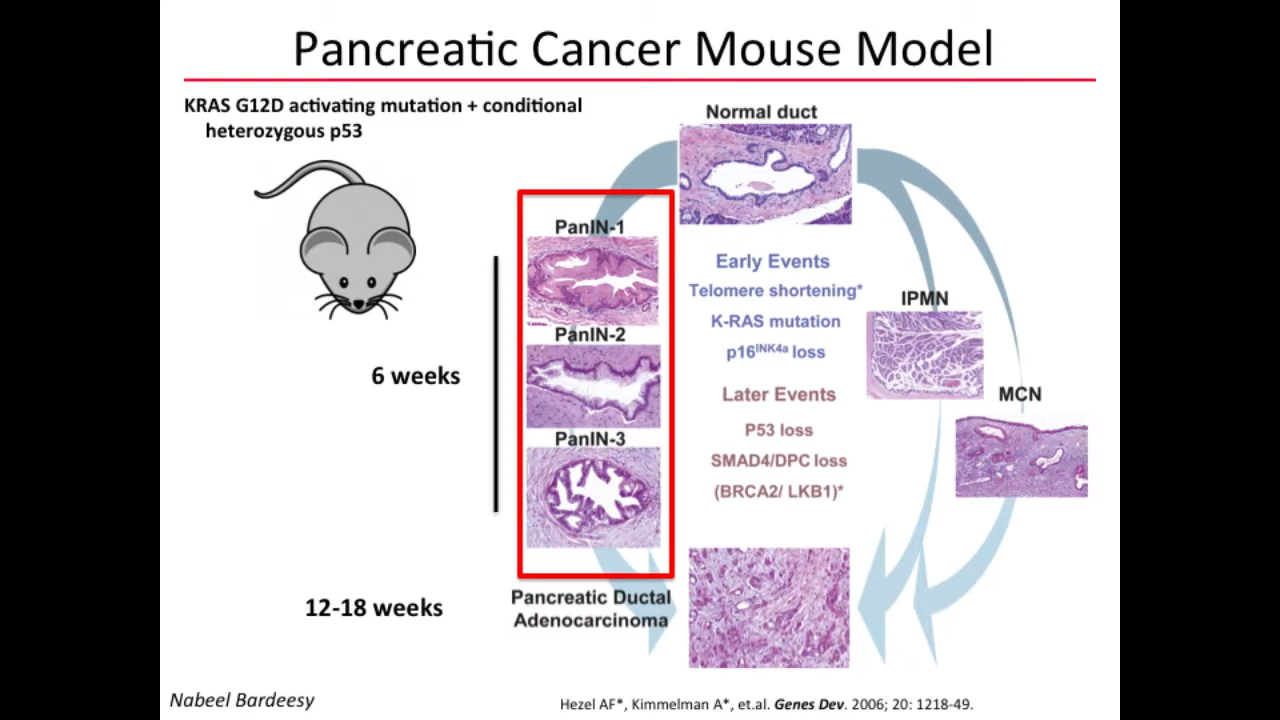 Pancreatic Cancer Mouse Model
KRAS G12D activating mutation + conditional
heterozygous p53
Normal duct
PanIN-1
PanIN-2
PanIN-3
6 weeks
Early Events
Telomere shortening*
K-RAS mutation
p16INK4a loss
Later Events
P53 loss
SMAD4/DPC loss
(BRCA2/ LKB1)*
IPMN
MCN
12-18 weeks
Pancreatic Ductal
Adenocarcinoma
Nabeel Bardeesy
Hezel AF*, Kimmelman A*, et.al. Genes Dev. 2006; 20: 1218-49.